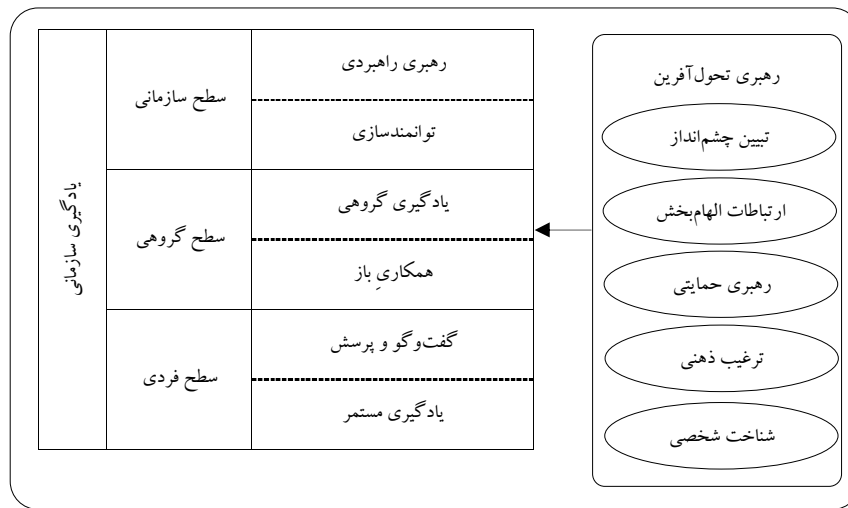 رهبری تحول‌آفرین
تبیین چشم‌انداز
ارتباطات الهام‌بخش
رهبری حمایتی
ترغیب ذهنی
شناخت شخصی
یادگیری سازمانی
سطح سازمانی
رهبری راهبردی
توانمندسازی
سطح گروهی
یادگیری گروهی
همکاریِ باز
سطح فردی
گفت‌وگو و پرسش
یادگیری مستمر